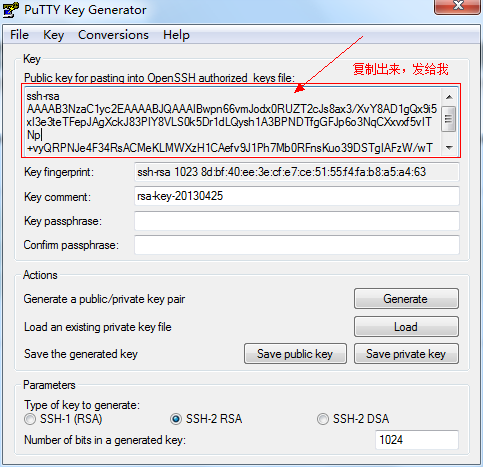 PuTTY Key Generator
File Key Conversions Help
Key
复制出来，发给我
Public key for pasting into OpenSSH authorized_keys file:
ssh-rsa
AAAAB3NzaC1yc2EAAAABJQAAAIBwpn66vmJodx0RUZT2cJs8ax3/XvY8AD1gQx9i5
xI3e3teTFepJAgXckJ83PIY8VLS0k5Dr1dLQysh1A3BPNDTfgGFJp6o3NqCXxvxf5vIT
Np
+vyQRPNJe4F34RsACMeKLMWXzH1CAefv9J1Ph7Mb0RFnsKuo39DSTgIAFzW/wT
Key fingerprint: ssh-rsa 1023 8d:bf:40:ee:3e:cf:e7:ce:51:55:f4:fa:b8:a5:a4:63
Key comment: rsa-key-20130425
Key passphrase:
Confirm passphrase:
Actions
Generate a public/private key pair Generate
Load an existing private key file Load
Save the generated key Save public key Save private key
Parameters
Type of key to generate:
SSH-1 (RSA) SSH-2 RSA SSH-2 DSA
Number of bits in a generated key: 1024